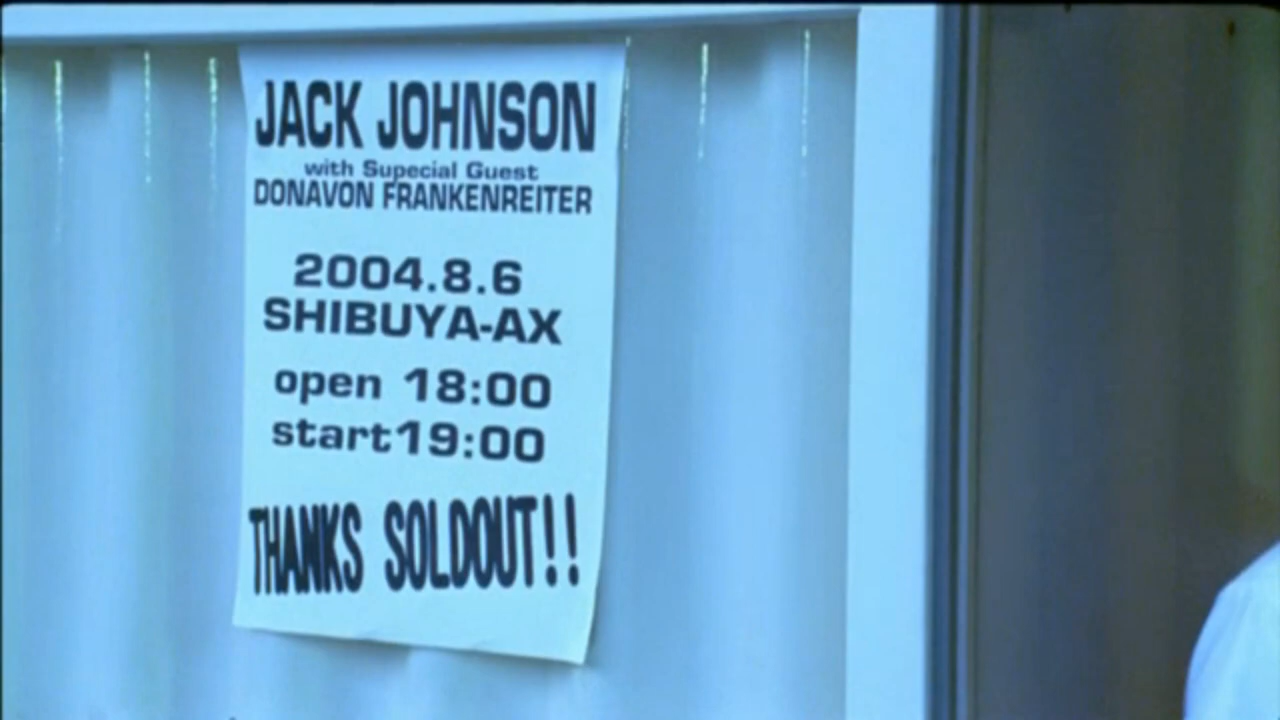 JACK JOHNSON
with Supecial Guest
DONAVON FRANKENREITER
2004.8.6
SHIBUYA-AX
open 18:00
start19:00
THANKS SOLDOUT!!